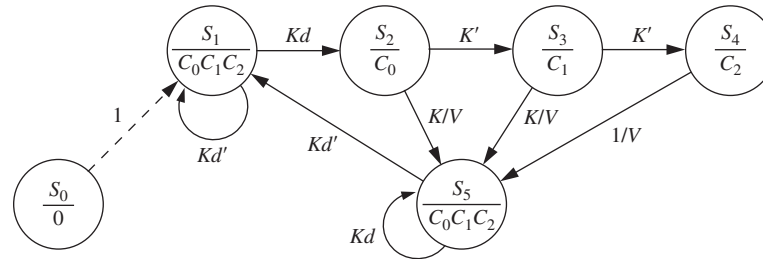 S₁
C₀C₁C₂
Kd
S₂
C₀
K′
S₃
C₁
K′
S₄
C₂
1
Kd′
Kd′
K/V
K/V
1/V
S₀
0
S₅
C₀C₁C₂
Kd